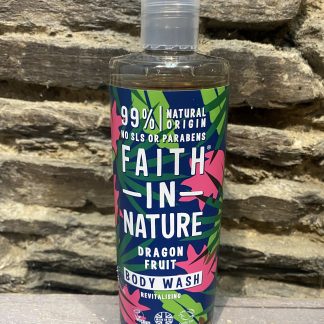 99% NATURAL ORIGIN
NO SLS OR PARABENS
FAITH
—IN—
NATURE®
DRAGON
FRUIT
BODY WASH
REVITALISING